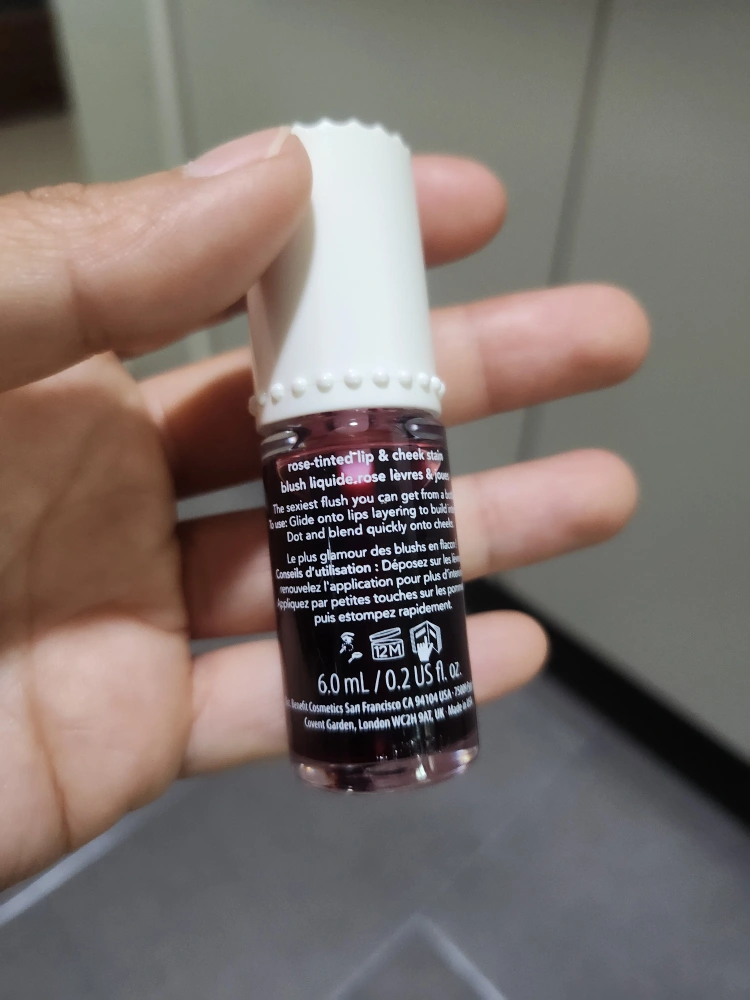 rose-tinted lip & cheek stain
blush liquide rose lèvres & joues
The sexiest flush you can get from a
To use: Glide onto lips layering to build
Dot and blend quickly onto cheeks.
Le plus glamour des blushs en flacon
Conseils d'utilisation : Déposez sur les
renouvelez l'application pour plus
Appliquez par petites touches sur les
puis estompez rapidement.
12M
6.0 mL / 0.2 US fl. oz.
Benefit Cosmetics San Francisco CA 94104 USA · 75009
Covent Garden, London WC2H 9AT, UK · Made in